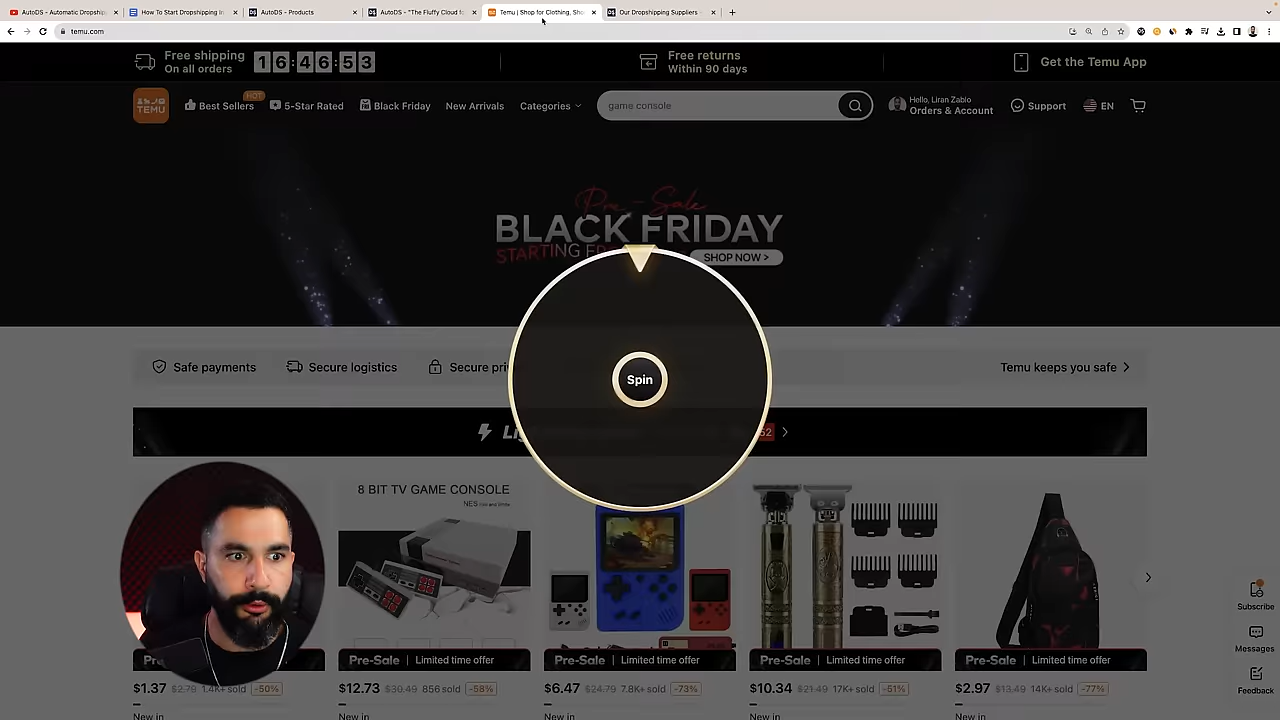 AutoDS - Automatic Dropship
How To Start Dropshipping In
AutoDS - Products
AutoDS - "The Fluffy Cloud fo
Temu | Shop for Clothing, Sho
Our Dropshipping Suppliers -
temu.com
Free shipping
On all orders
16:46:53
Free returns
Within 90 days
Get the Temu App
TEMU
Best Sellers
HOT
5-Star Rated
Black Friday
New Arrivals
Categories
game console
Hello, Liran Zablo
Orders & Account
Support
EN
Pre-Sale
BLACK FRIDAY
STARTING
SHOP NOW >
Safe payments
Secure logistics
Secure pri
Temu keeps you safe
Spin
52
8 BIT TV GAME CONSOLE
Pre-Sale | Limited time offer
Pre-Sale | Limited time offer
Pre-Sale | Limited time offer
Pre-Sale | Limited time offer
$1.37 $2.79 1.4K+ sold -50%
$12.73 $30.49 856 sold -58%
$6.47 $24.79 7.8K+ sold -73%
$10.34 $21.49 17K+ sold -51%
$2.97 $13.49 14K+ sold -77%
New in
New in
New in
New in
New in
Subscribe
Messages
Feedback